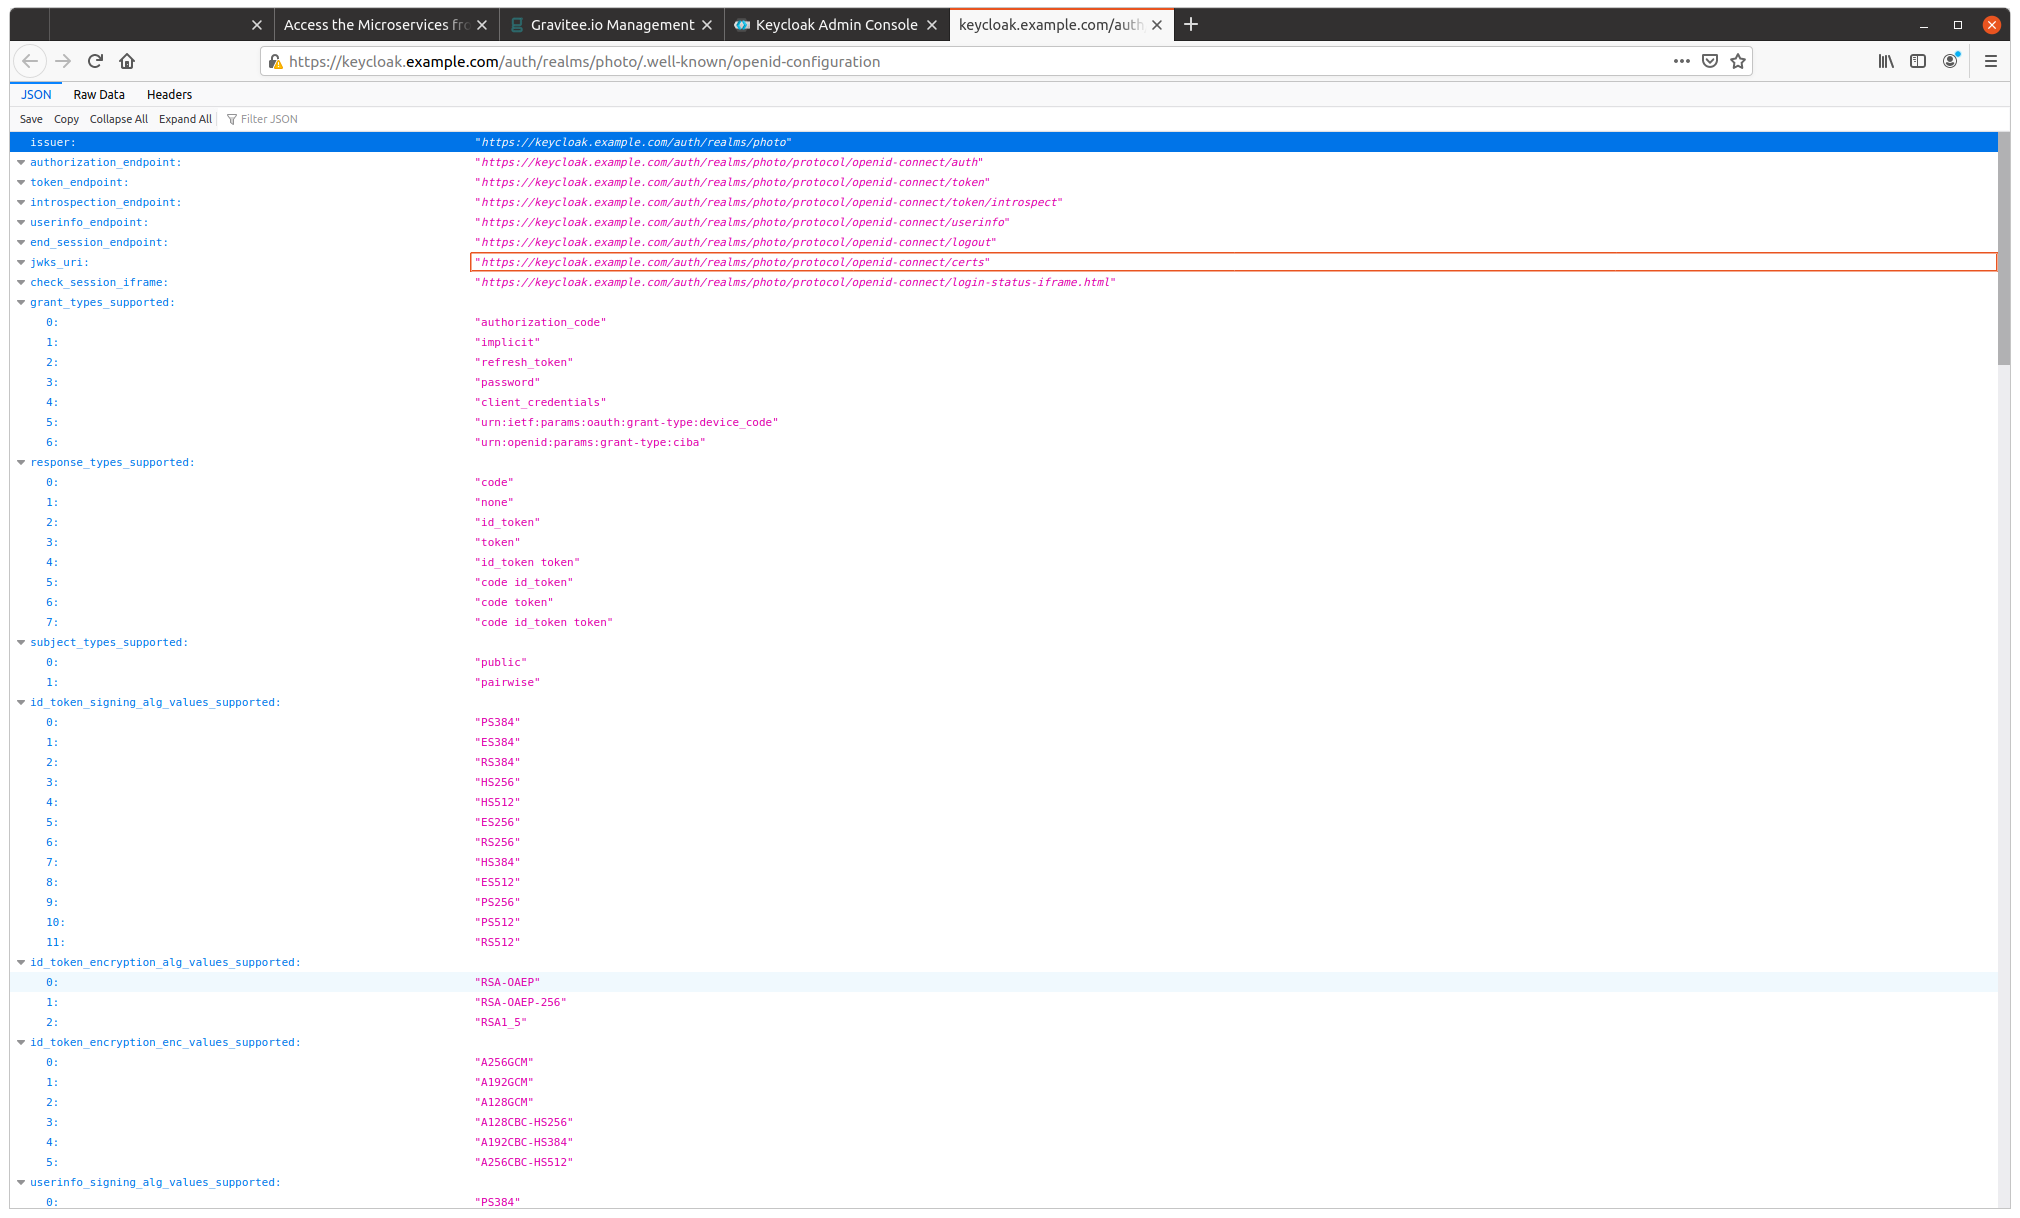 Access the Microservices fro
Gravitee.io Management
Keycloak Admin Console
keycloak.example.com/auth
https://keycloak.example.com/auth/realms/photo/.well-known/openid-configuration
JSON Raw Data Headers
Save Copy Collapse All Expand All Filter JSON
issuer: "https://keycloak.example.com/auth/realms/photo"
authorization_endpoint: "https://keycloak.example.com/auth/realms/photo/protocol/openid-connect/auth"
token_endpoint: "https://keycloak.example.com/auth/realms/photo/protocol/openid-connect/token"
introspection_endpoint: "https://keycloak.example.com/auth/realms/photo/protocol/openid-connect/token/introspect"
userinfo_endpoint: "https://keycloak.example.com/auth/realms/photo/protocol/openid-connect/userinfo"
end_session_endpoint: "https://keycloak.example.com/auth/realms/photo/protocol/openid-connect/logout"
jwks_uri: "https://keycloak.example.com/auth/realms/photo/protocol/openid-connect/certs"
check_session_iframe: "https://keycloak.example.com/auth/realms/photo/protocol/openid-connect/login-status-iframe.html"
grant_types_supported:
0: "authorization_code"
1: "implicit"
2: "refresh_token"
3: "password"
4: "client_credentials"
5: "urn:ietf:params:oauth:grant-type:device_code"
6: "urn:openid:params:grant-type:ciba"
response_types_supported:
0: "code"
1: "none"
2: "id_token"
3: "token"
4: "id_token token"
5: "code id_token"
6: "code token"
7: "code id_token token"
subject_types_supported:
0: "public"
1: "pairwise"
id_token_signing_alg_values_supported:
0: "PS384"
1: "ES384"
2: "RS384"
3: "HS256"
4: "HS512"
5: "ES256"
6: "RS256"
7: "HS384"
8: "ES512"
9: "PS256"
10: "PS512"
11: "RS512"
id_token_encryption_alg_values_supported:
0: "RSA-OAEP"
1: "RSA-OAEP-256"
2: "RSA1_5"
id_token_encryption_enc_values_supported:
0: "A256GCM"
1: "A192GCM"
2: "A128GCM"
3: "A128CBC-HS256"
4: "A192CBC-HS384"
5: "A256CBC-HS512"
userinfo_signing_alg_values_supported:
0: "PS384"